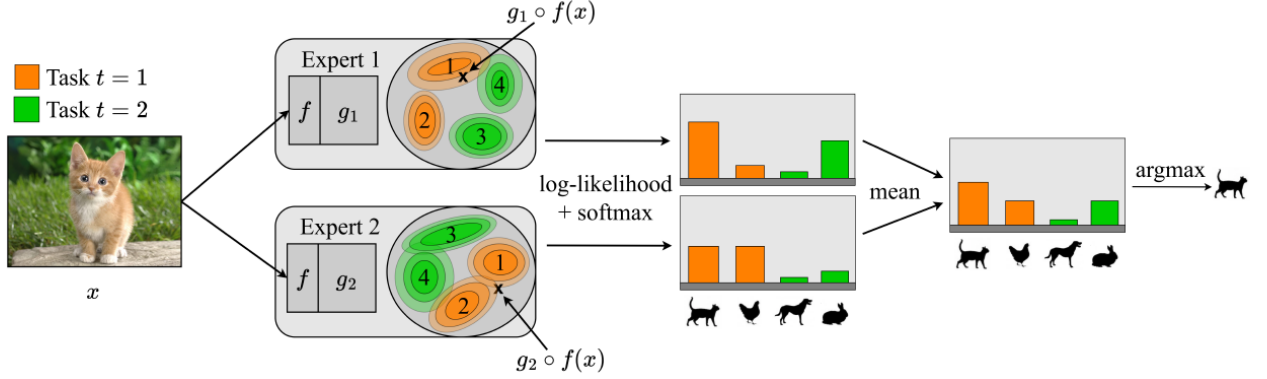 g₁ ∘ f(x)
Task t = 1
Task t = 2
x
Expert 1
f
g₁
1
4
2
3
Expert 2
f
g₂
3
1
4
2
g₂ ∘ f(x)
log-likelihood
+ softmax
mean
argmax